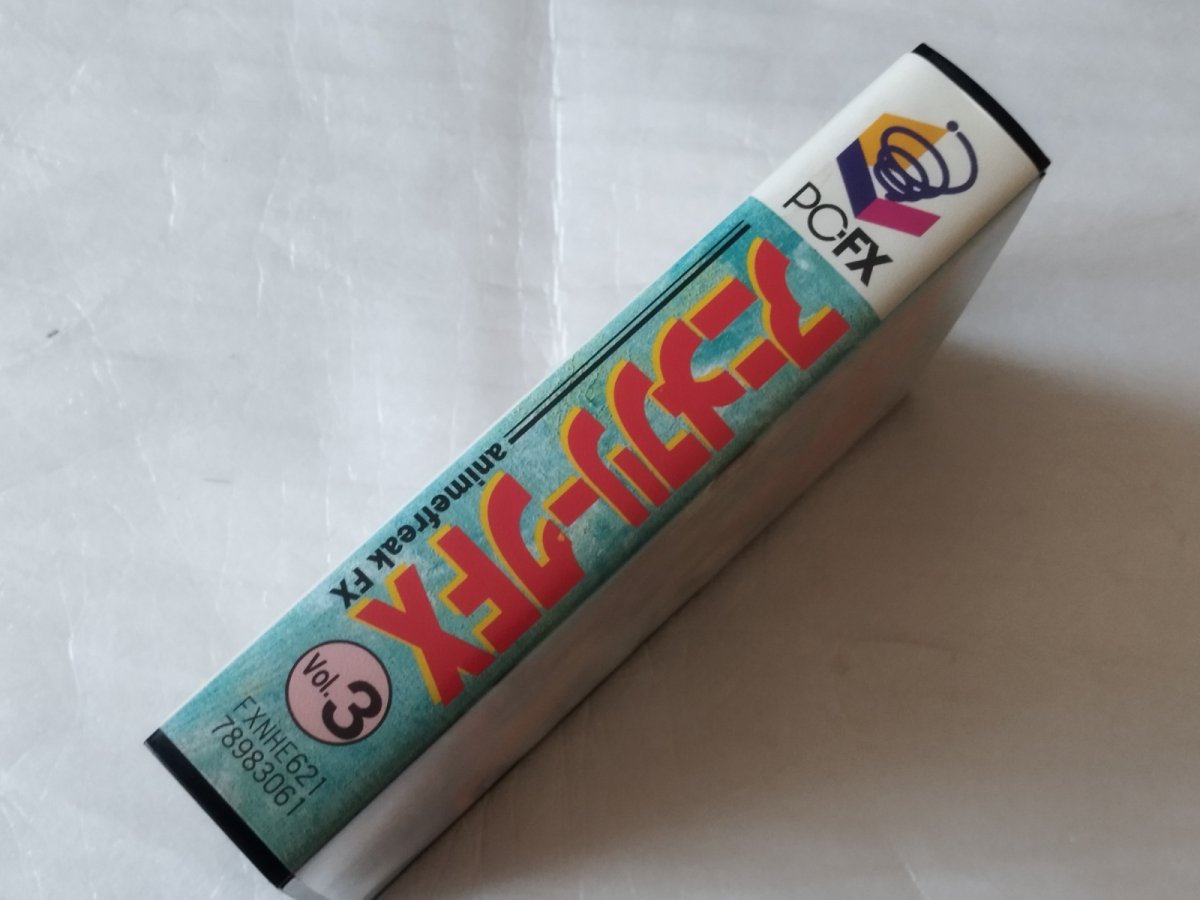 PC-FX
アニメフリークFX
animefreak FX
Vol.3
FXNHE621
78983061